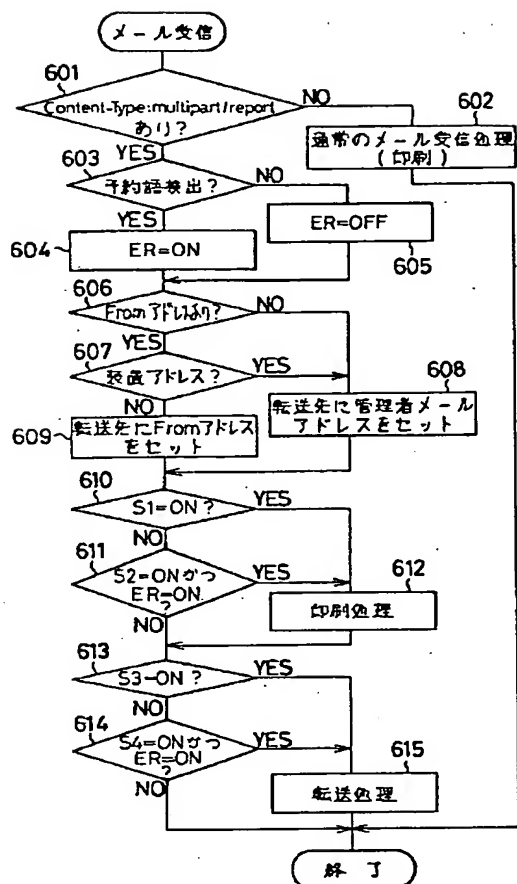 メール受信
601
Content-Type:multipart/report
あり?
NO
602
通常のメール受信処理
(印刷)
YES
603
予約語検出?
NO
YES
604
ER=ON
ER=OFF
605
606
Fromアドレスあり?
NO
YES
607
装置アドレス?
YES
608
転送先に管理者メール
アドレスをセット
NO
609
転送先にFromアドレス
をセット
610
S1=ON?
YES
NO
611
S2=ONかつ
ER=ON
?
YES
612
印刷処理
NO
613
S3-ON?
YES
NO
614
S4=ONかつ
ER=ON
?
YES
615
転送処理
NO
終了